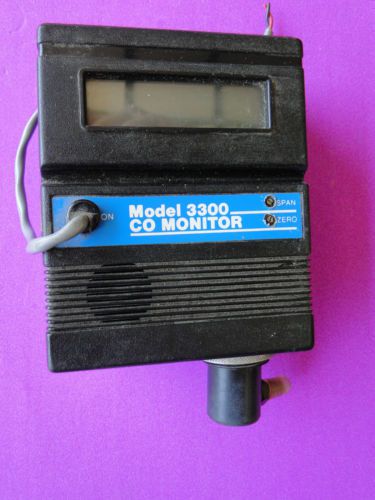 Model 3300
CO MONITOR
ON
SPAN
ZERO